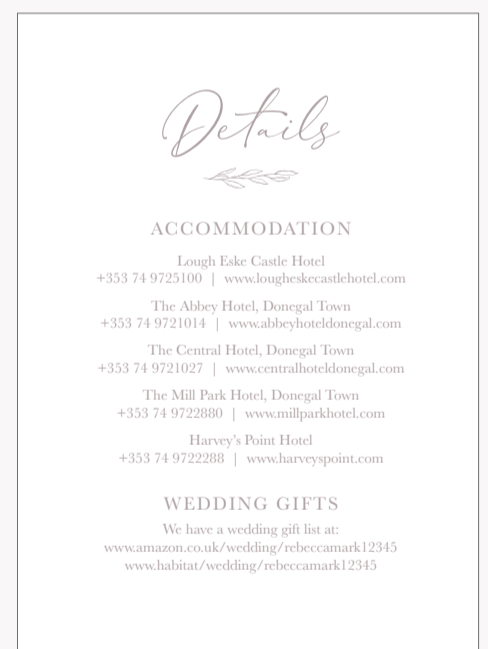 Details
ACCOMMODATION
Lough Eske Castle Hotel
+353 74 9725100 | www.lougheskecastlehotel.com
The Abbey Hotel, Donegal Town
+353 74 9721014 | www.abbeyhoteldonegal.com
The Central Hotel, Donegal Town
+353 74 9721027 | www.centralhoteldonegal.com
The Mill Park Hotel, Donegal Town
+353 74 9722880 | www.millparkhotel.com
Harvey's Point Hotel
+353 74 9722288 | www.harveyspoint.com
WEDDING GIFTS
We have a wedding gift list at:
www.amazon.co.uk/wedding/rebeccamark12345
www.habitat/wedding/rebeccamark12345